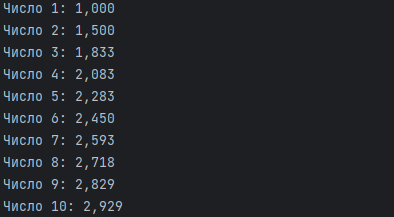 Число 1: 1,000
Число 2: 1,500
Число 3: 1,833
Число 4: 2,083
Число 5: 2,283
Число 6: 2,450
Число 7: 2,593
Число 8: 2,718
Число 9: 2,829
Число 10: 2,929